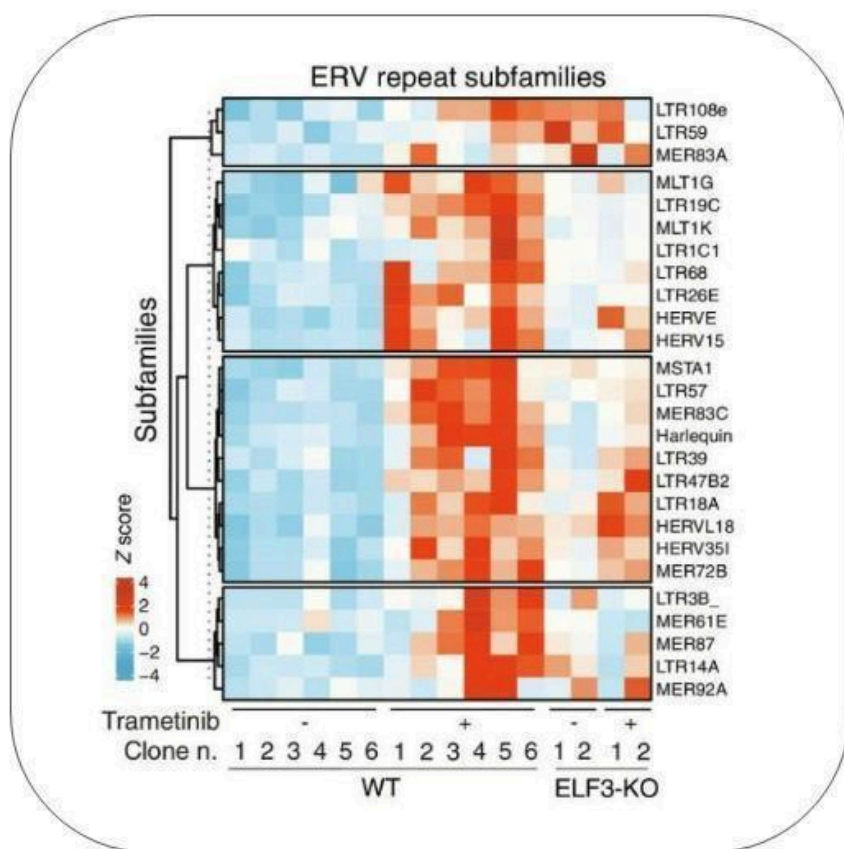 ERV repeat subfamilies
LTR108e
LTR59
MER83A
MLT1G
LTR19C
MLT1K
LTR1C1
LTR68
LTR26E
HERVE
HERV15
MSTA1
LTR57
MER83C
Harlequin
LTR39
LTR47B2
LTR18A
HERVL18
HERV35I
MER72B
LTR3B_
MER61E
MER87
LTR14A
MER92A
Subfamilies
Z score
4
2
0
−2
−4
Trametinib - + - +
Clone n. 1 2 3 4 5 6 1 2 3 4 5 6 1 2 1 2
WT ELF3-KO